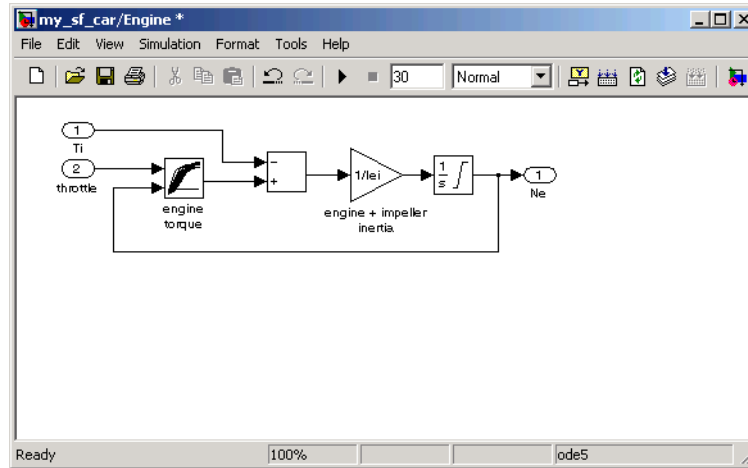 my_sf_car/Engine *
File Edit View Simulation Format Tools Help
30 Normal
1
Ti
2
throttle
engine
torque
−
+
1/Iei
engine + impeller
inertia
1
s
1
Ne
Ready 100% ode5